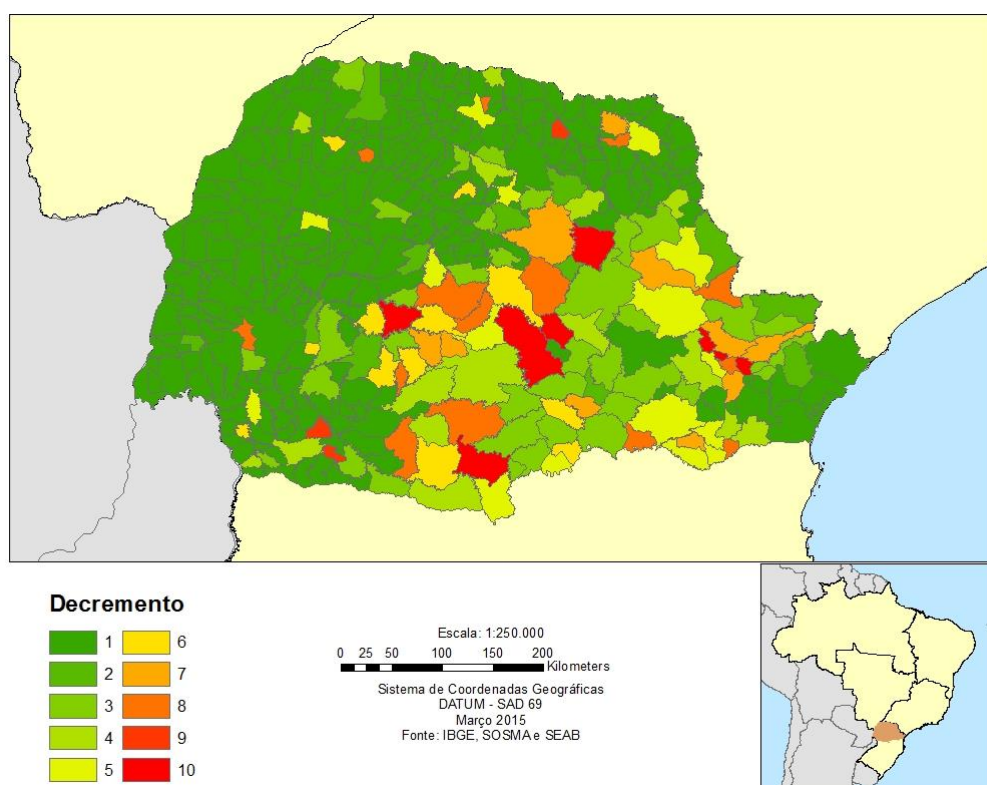 Decremento
1
2
3
4
5
6
7
8
9
10
Escala: 1:250.000
0 25 50 100 150 200
Kilometers
Sistema de Coordenadas Geográficas
DATUM - SAD 69
Março 2015
Fonte: IBGE, SOSMA e SEAB